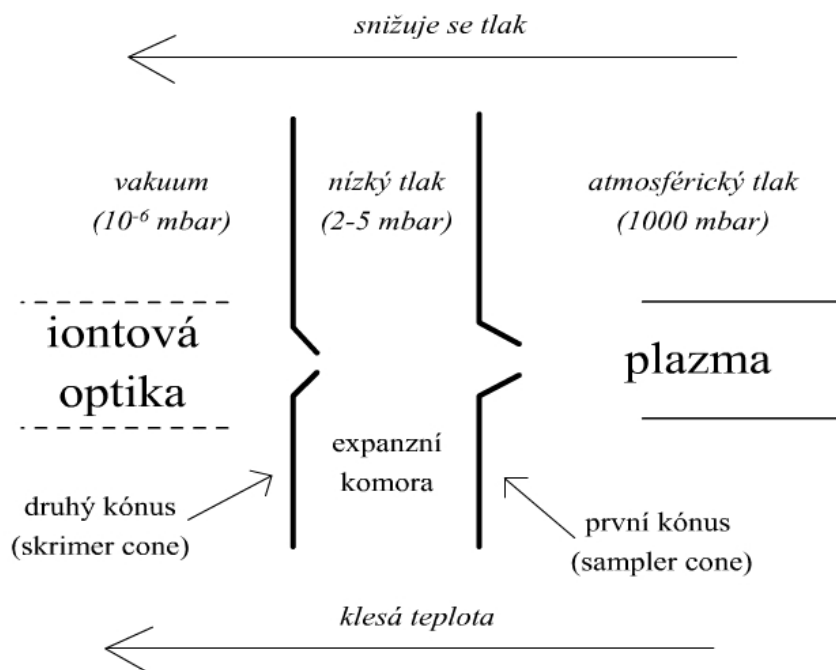 snižuje se tlak
vakuum
(10⁻⁶ mbar)
nízký tlak
(2-5 mbar)
atmosférický tlak
(1000 mbar)
iontová
optika
plazma
expanzní
komora
druhý kónus
(skrimer cone)
první kónus
(sampler cone)
klesá teplota